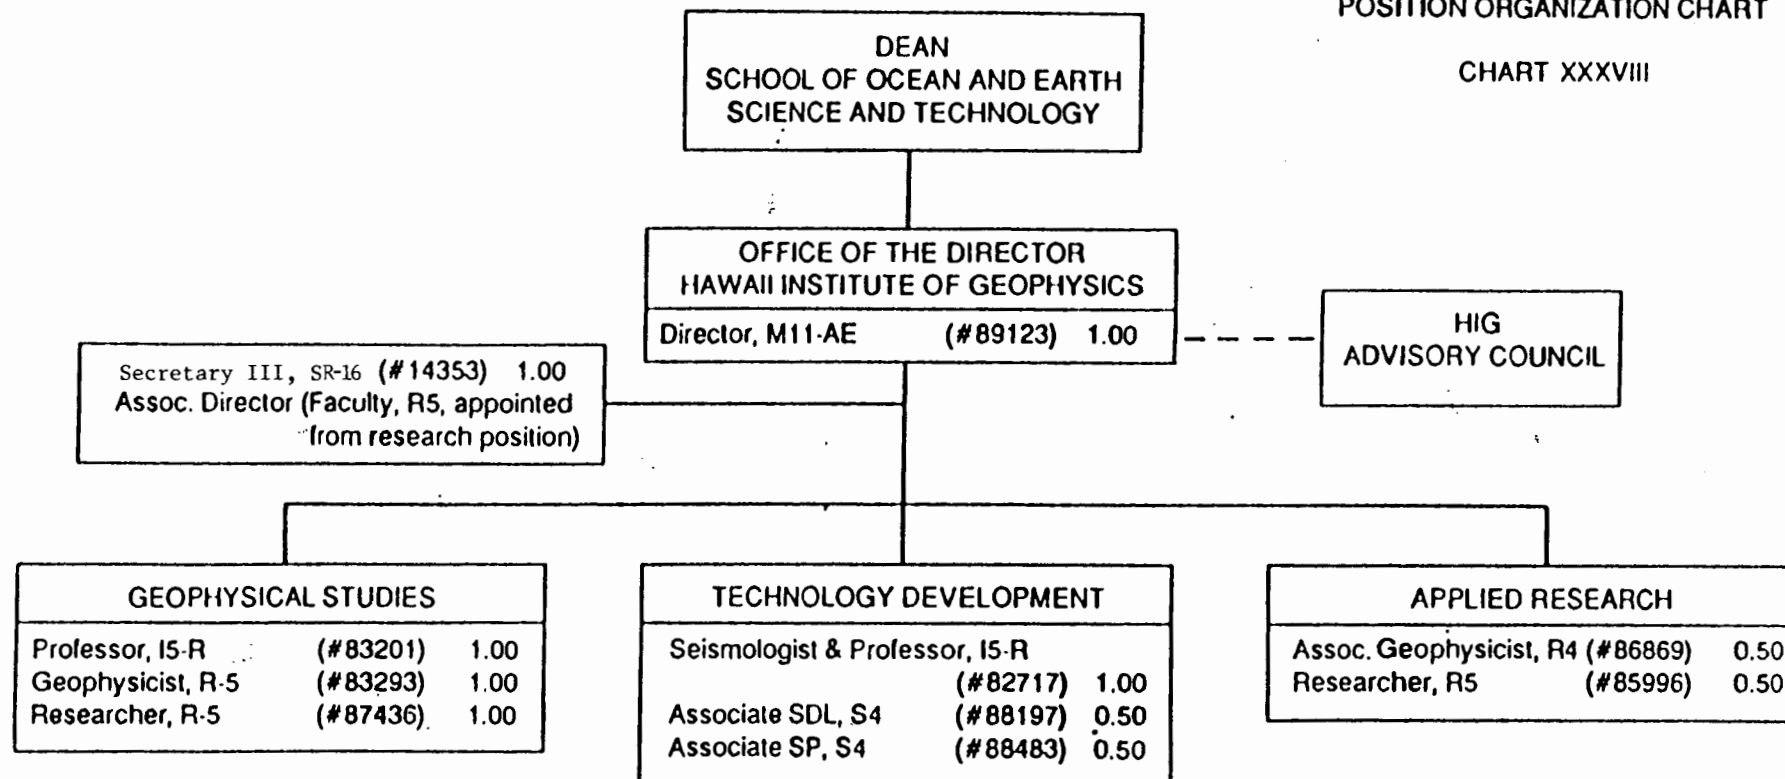 POSITION ORGANIZATION CHART
CHART XXXVIII
DEAN
SCHOOL OF OCEAN AND EARTH
SCIENCE AND TECHNOLOGY
OFFICE OF THE DIRECTOR
HAWAII INSTITUTE OF GEOPHYSICS
Director, M11-AE (#89123) 1.00
HIG
ADVISORY COUNCIL
Secretary III, SR-16 (#14353) 1.00
Assoc. Director (Faculty, R5, appointed
from research position)
GEOPHYSICAL STUDIES
Professor, I5-R (#83201) 1.00
Geophysicist, R-5 (#83293) 1.00
Researcher, R-5 (#87436) 1.00
TECHNOLOGY DEVELOPMENT
Seismologist & Professor, I5-R
(#82717) 1.00
Associate SDL, S4 (#88197) 0.50
Associate SP, S4 (#88483) 0.50
APPLIED RESEARCH
Assoc. Geophysicist, R4 (#86869) 0.50
Researcher, R5 (#85996) 0.50